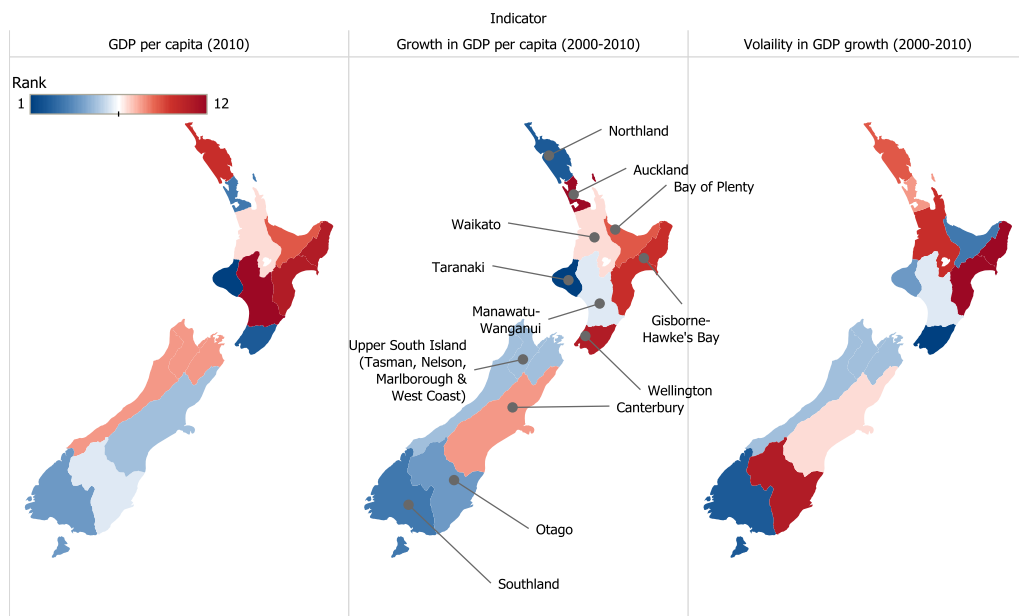 Indicator
GDP per capita (2010)
Growth in GDP per capita (2000-2010)
Volaility in GDP growth (2000-2010)
Rank
1
12
Northland
Auckland
Bay of Plenty
Waikato
Taranaki
Manawatu-
Wanganui
Gisborne-
Hawke's Bay
Upper South Island
(Tasman, Nelson,
Marlborough &
West Coast)
Wellington
Canterbury
Otago
Southland